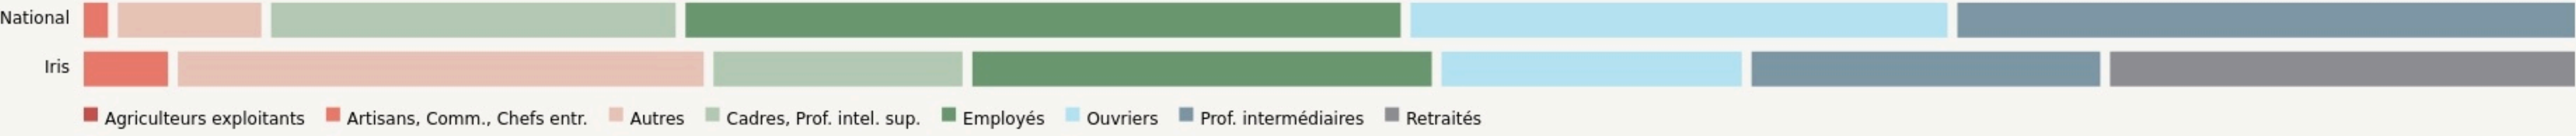 National
Iris
Agriculteurs exploitants Artisans, Comm., Chefs entr. Autres Cadres, Prof. intel. sup. Employés Ouvriers Prof. intermédiaires Retraités